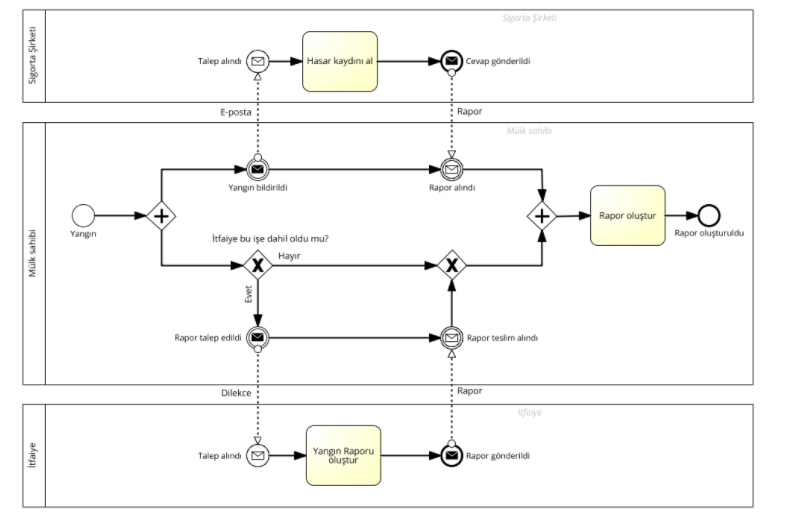 Sigorta Şirketi
Sigorta Şirketi
Talep alındı
Hasar kaydını al
Cevap gönderildi
E-posta
Rapor
Mülk sahibi
Mülk sahibi
Yangın bildirildi
Rapor alındı
Yangın
Rapor oluştur
Rapor oluşturuldu
İtfaiye bu işe dahil oldu mu?
Hayır
Evet
Rapor talep edildi
Rapor teslim alındı
Dilekce
Rapor
İtfaiye
İtfaiye
Talep alındı
Yangın Raporu
oluştur
Rapor gönderildi